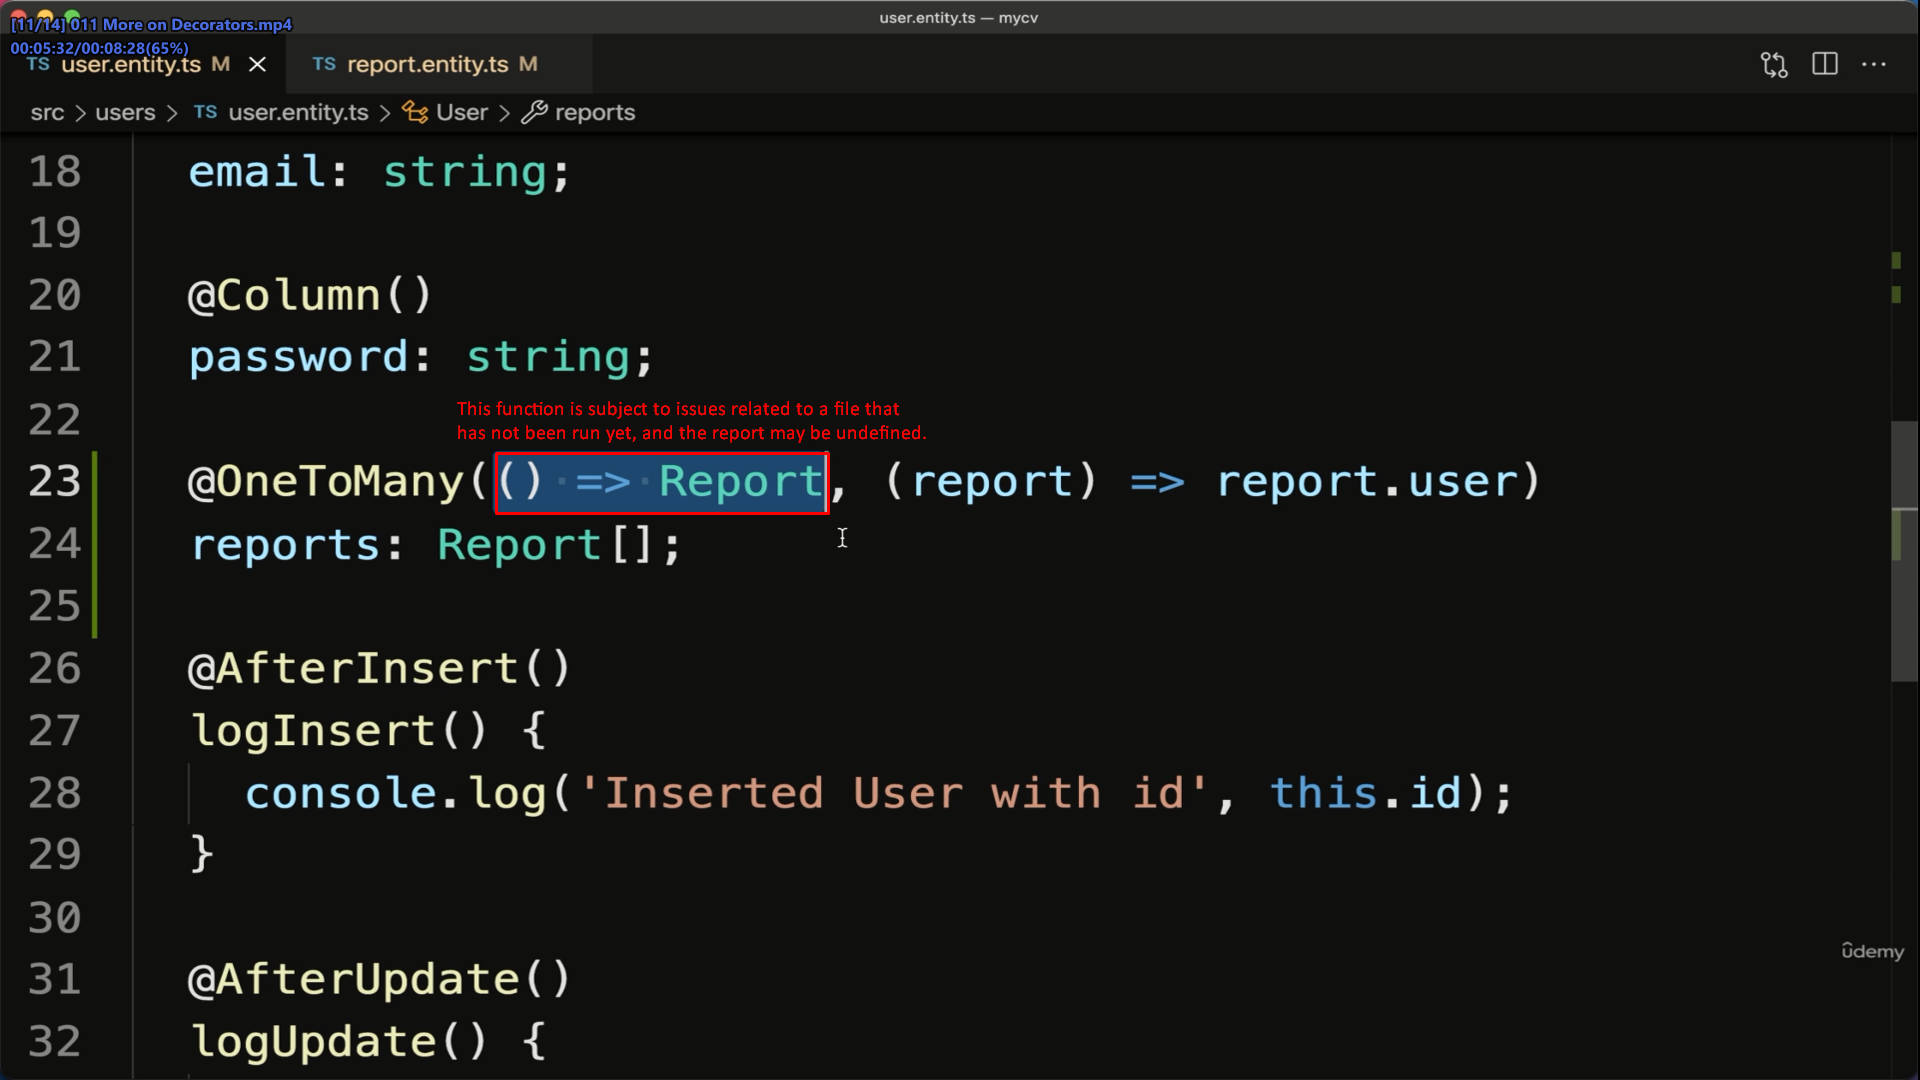 user.entity.ts — mycv
[11/14] 011 More on Decorators.mp4
00:05:32/00:08:28(65%)
TS user.entity.ts M
TS report.entity.ts M
src > users > TS user.entity.ts > User > reports
18 email: string;
19
20 @Column()
21 password: string;
22
This function is subject to issues related to a file that
has not been run yet, and the report may be undefined.
23 @OneToMany(() => Report, (report) => report.user)
24 reports: Report[];
25
26 @AfterInsert()
27 logInsert() {
28 console.log('Inserted User with id', this.id);
29 }
30
31 @AfterUpdate()
32 logUpdate() {
ûdemy